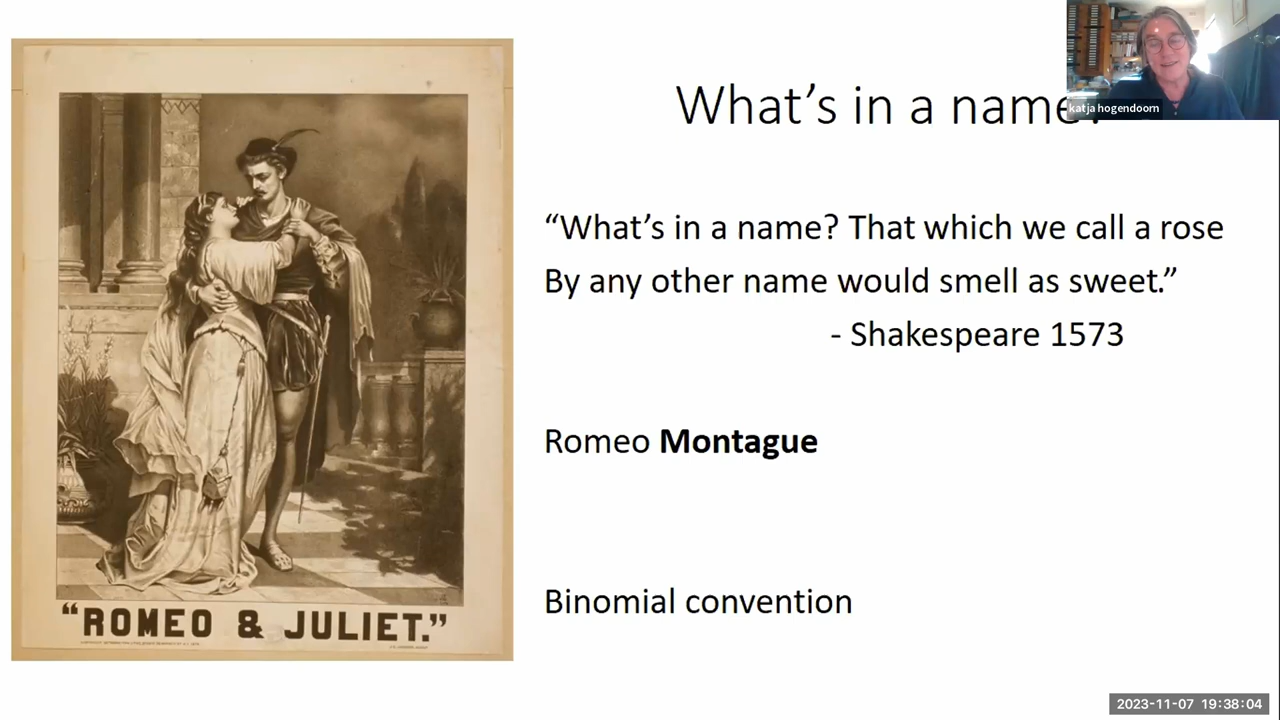 What's in a name?
katja hogendoorn
“What's in a name? That which we call a rose
By any other name would smell as sweet.”
- Shakespeare 1573
Romeo Montague
Binomial convention
“ROMEO & JULIET.”
2023-11-07 19:38:04